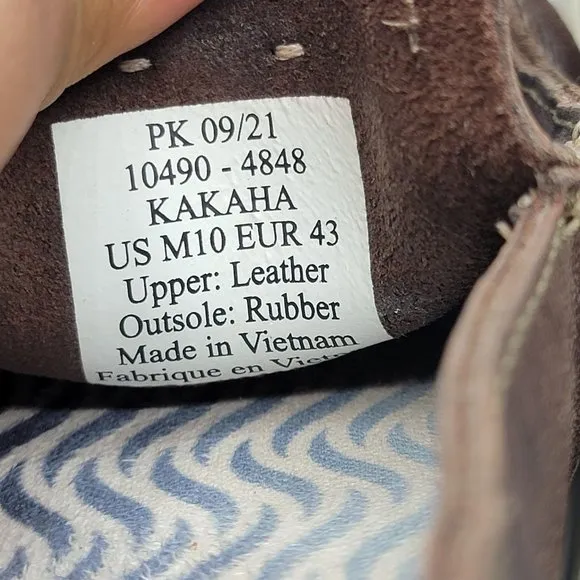 PK 09/21
10490 - 4848
KAKAHA
US M10 EUR 43
Upper: Leather
Outsole: Rubber
Made in Vietnam
Fabrique en